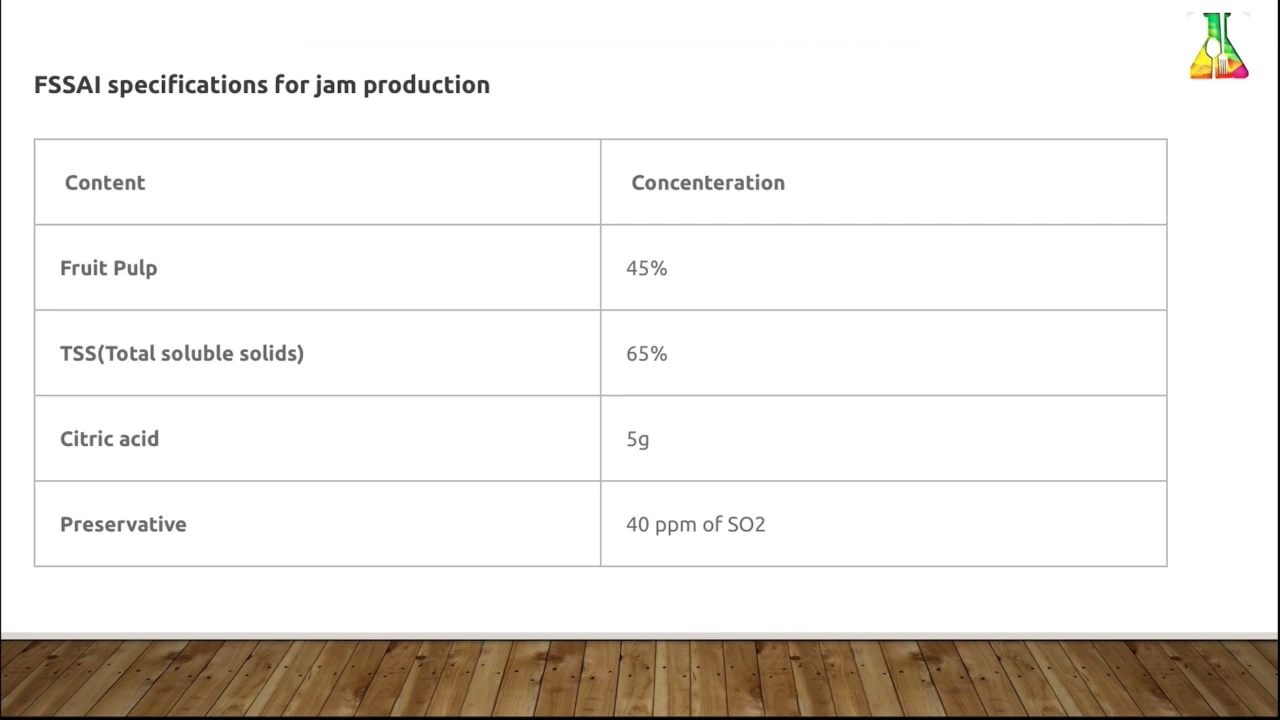 FSSAI specifications for jam production
Content Concenteration
Fruit Pulp 45%
TSS(Total soluble solids) 65%
Citric acid 5g
Preservative 40 ppm of SO2